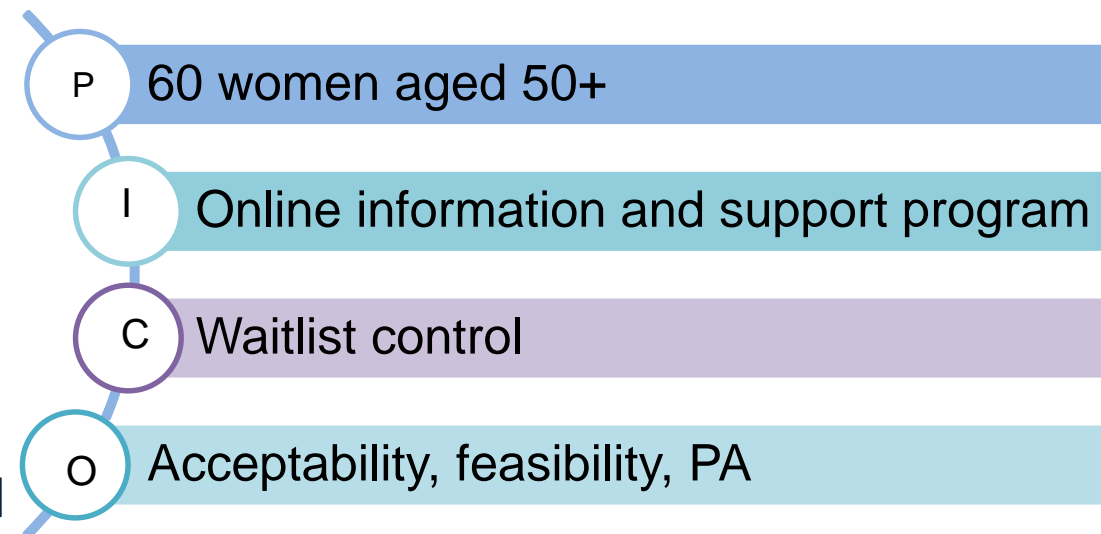 P 60 women aged 50+
I Online information and support program
C Waitlist control
O Acceptability, feasibility, PA